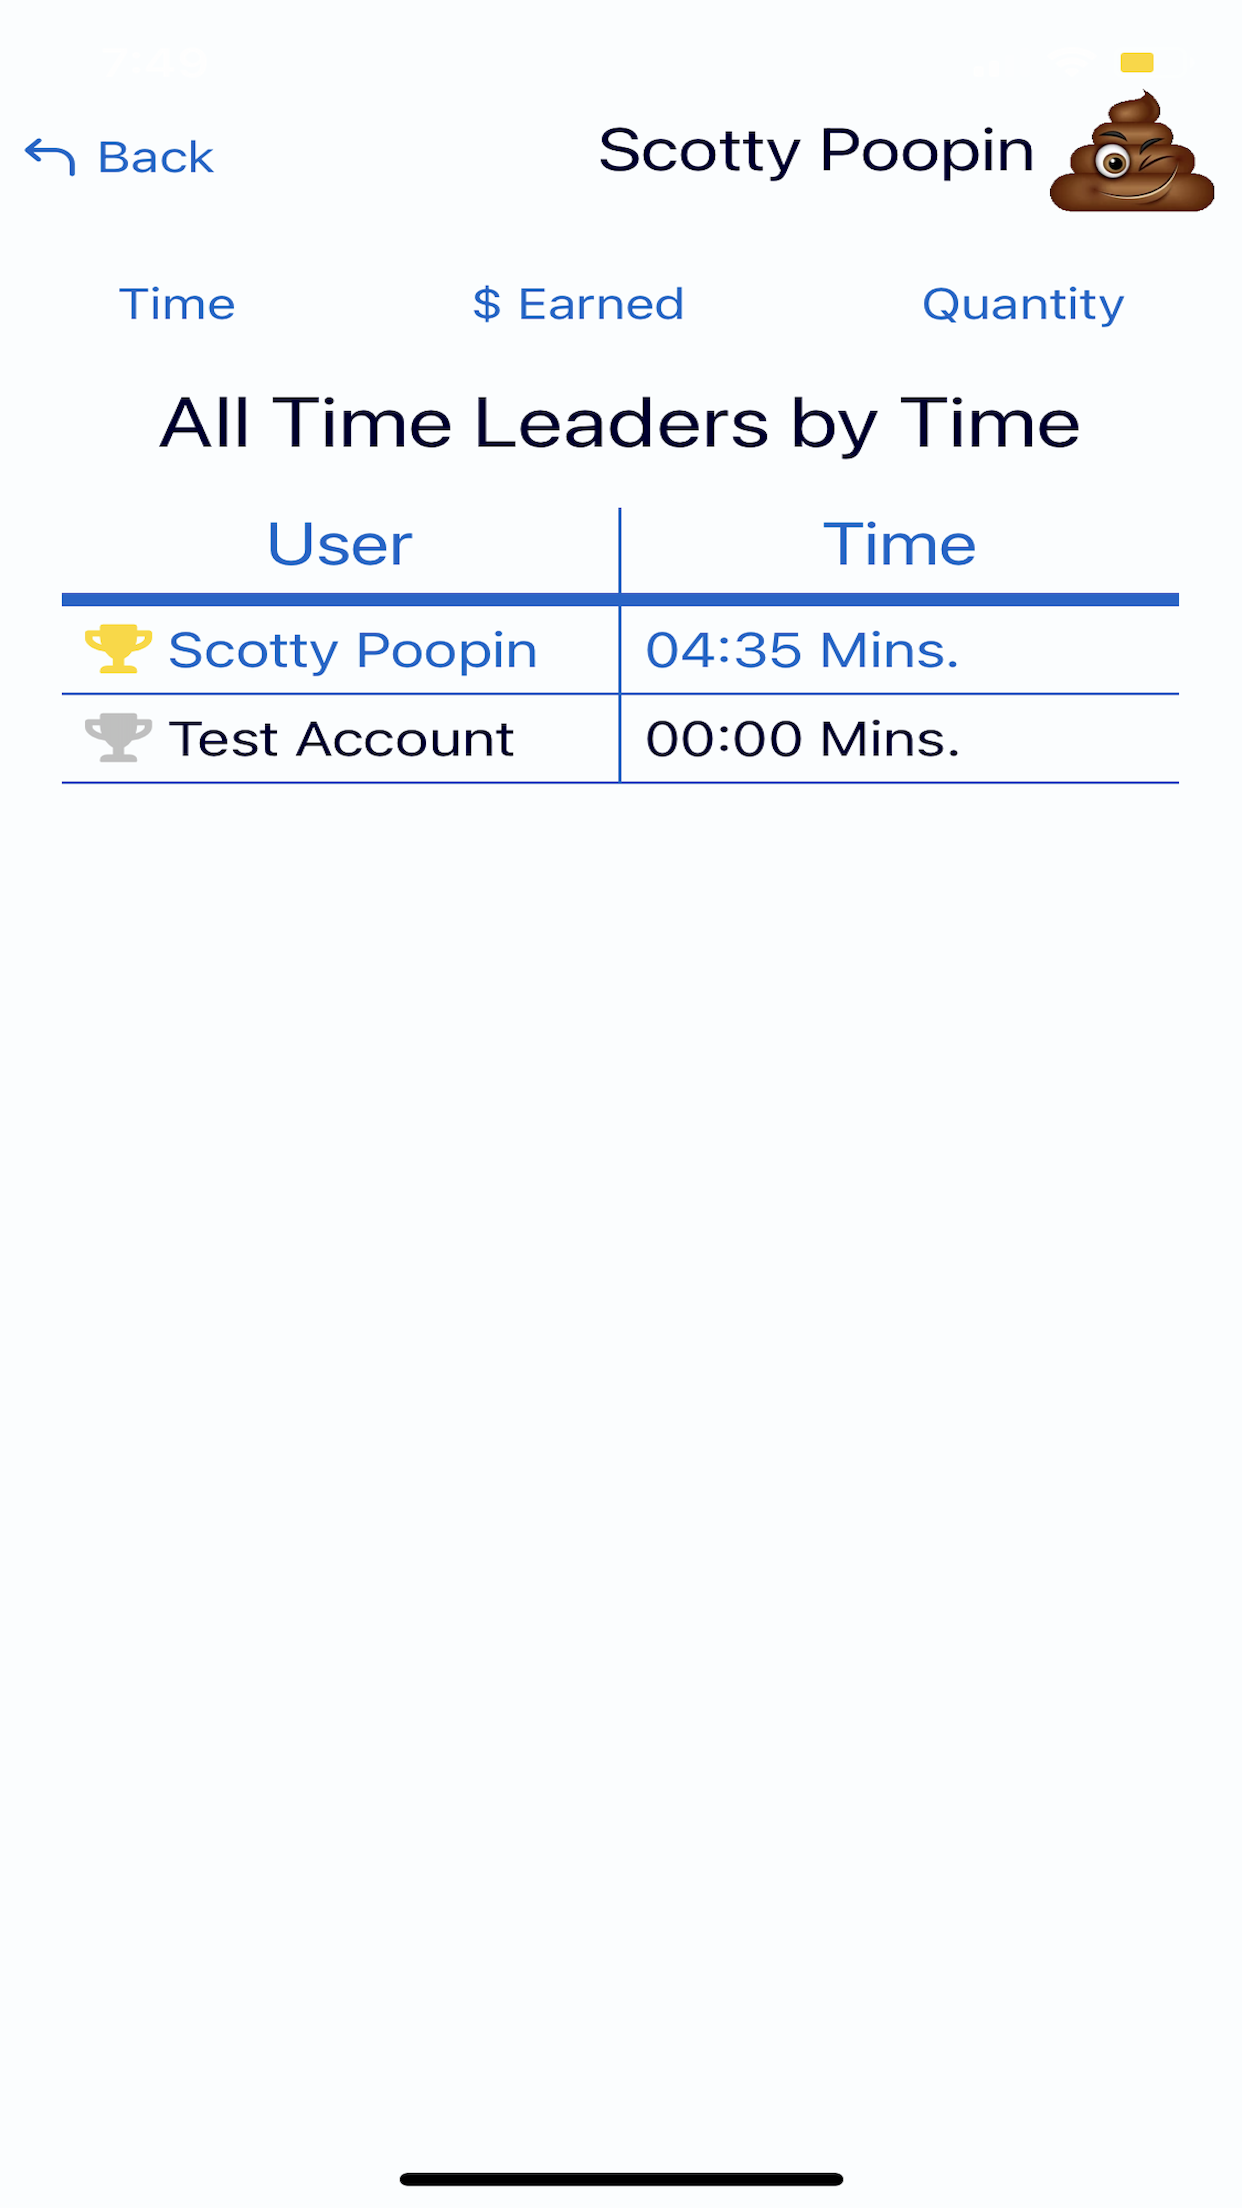 Back
Scotty Poopin
Time $ Earned Quantity
All Time Leaders by Time
User Time
Scotty Poopin 04:35 Mins.
Test Account 00:00 Mins.